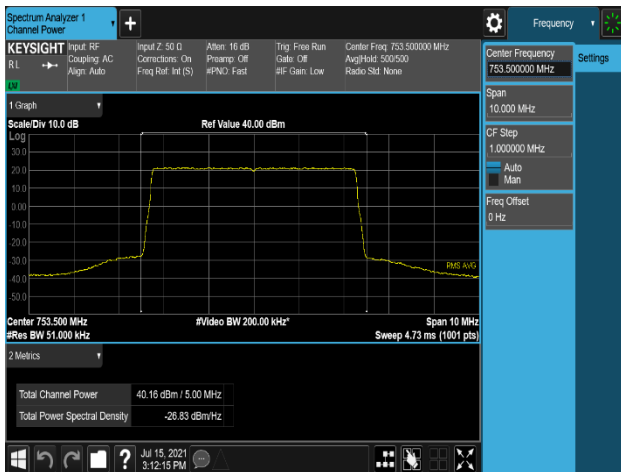 Spectrum Analyzer 1
Channel Power
Frequency
KEYSIGHT
RL
Input: RF
Coupling: AC
Align: Auto
Input Z: 50 Ω
Corrections: On
Freq Ref: Int (S)
Atten: 16 dB
Preamp: Off
#PNO: Fast
Trig: Free Run
Gate: Off
#IF Gain: Low
Center Freq: 753.500000 MHz
Avg|Hold: 500/500
Radio Std: None
Center Frequency
753.500000 MHz
Settings
Span
10.000 MHz
CF Step
1.000000 MHz
Auto
Man
Freq Offset
0 Hz
1 Graph
Scale/Div 10.0 dB
Ref Value 40.00 dBm
Log
30.0
20.0
10.0
0.00
-10.0
-20.0
-30.0
-40.0
-50.0
RMS AVG
Center 753.500 MHz
#Video BW 200.00 kHz*
Span 10 MHz
#Res BW 51.000 kHz
Sweep 4.73 ms (1001 pts)
2 Metrics
Total Channel Power 40.16 dBm / 5.00 MHz
Total Power Spectral Density -26.83 dBm/Hz
?
Jul 15, 2021
3:12:15 PM